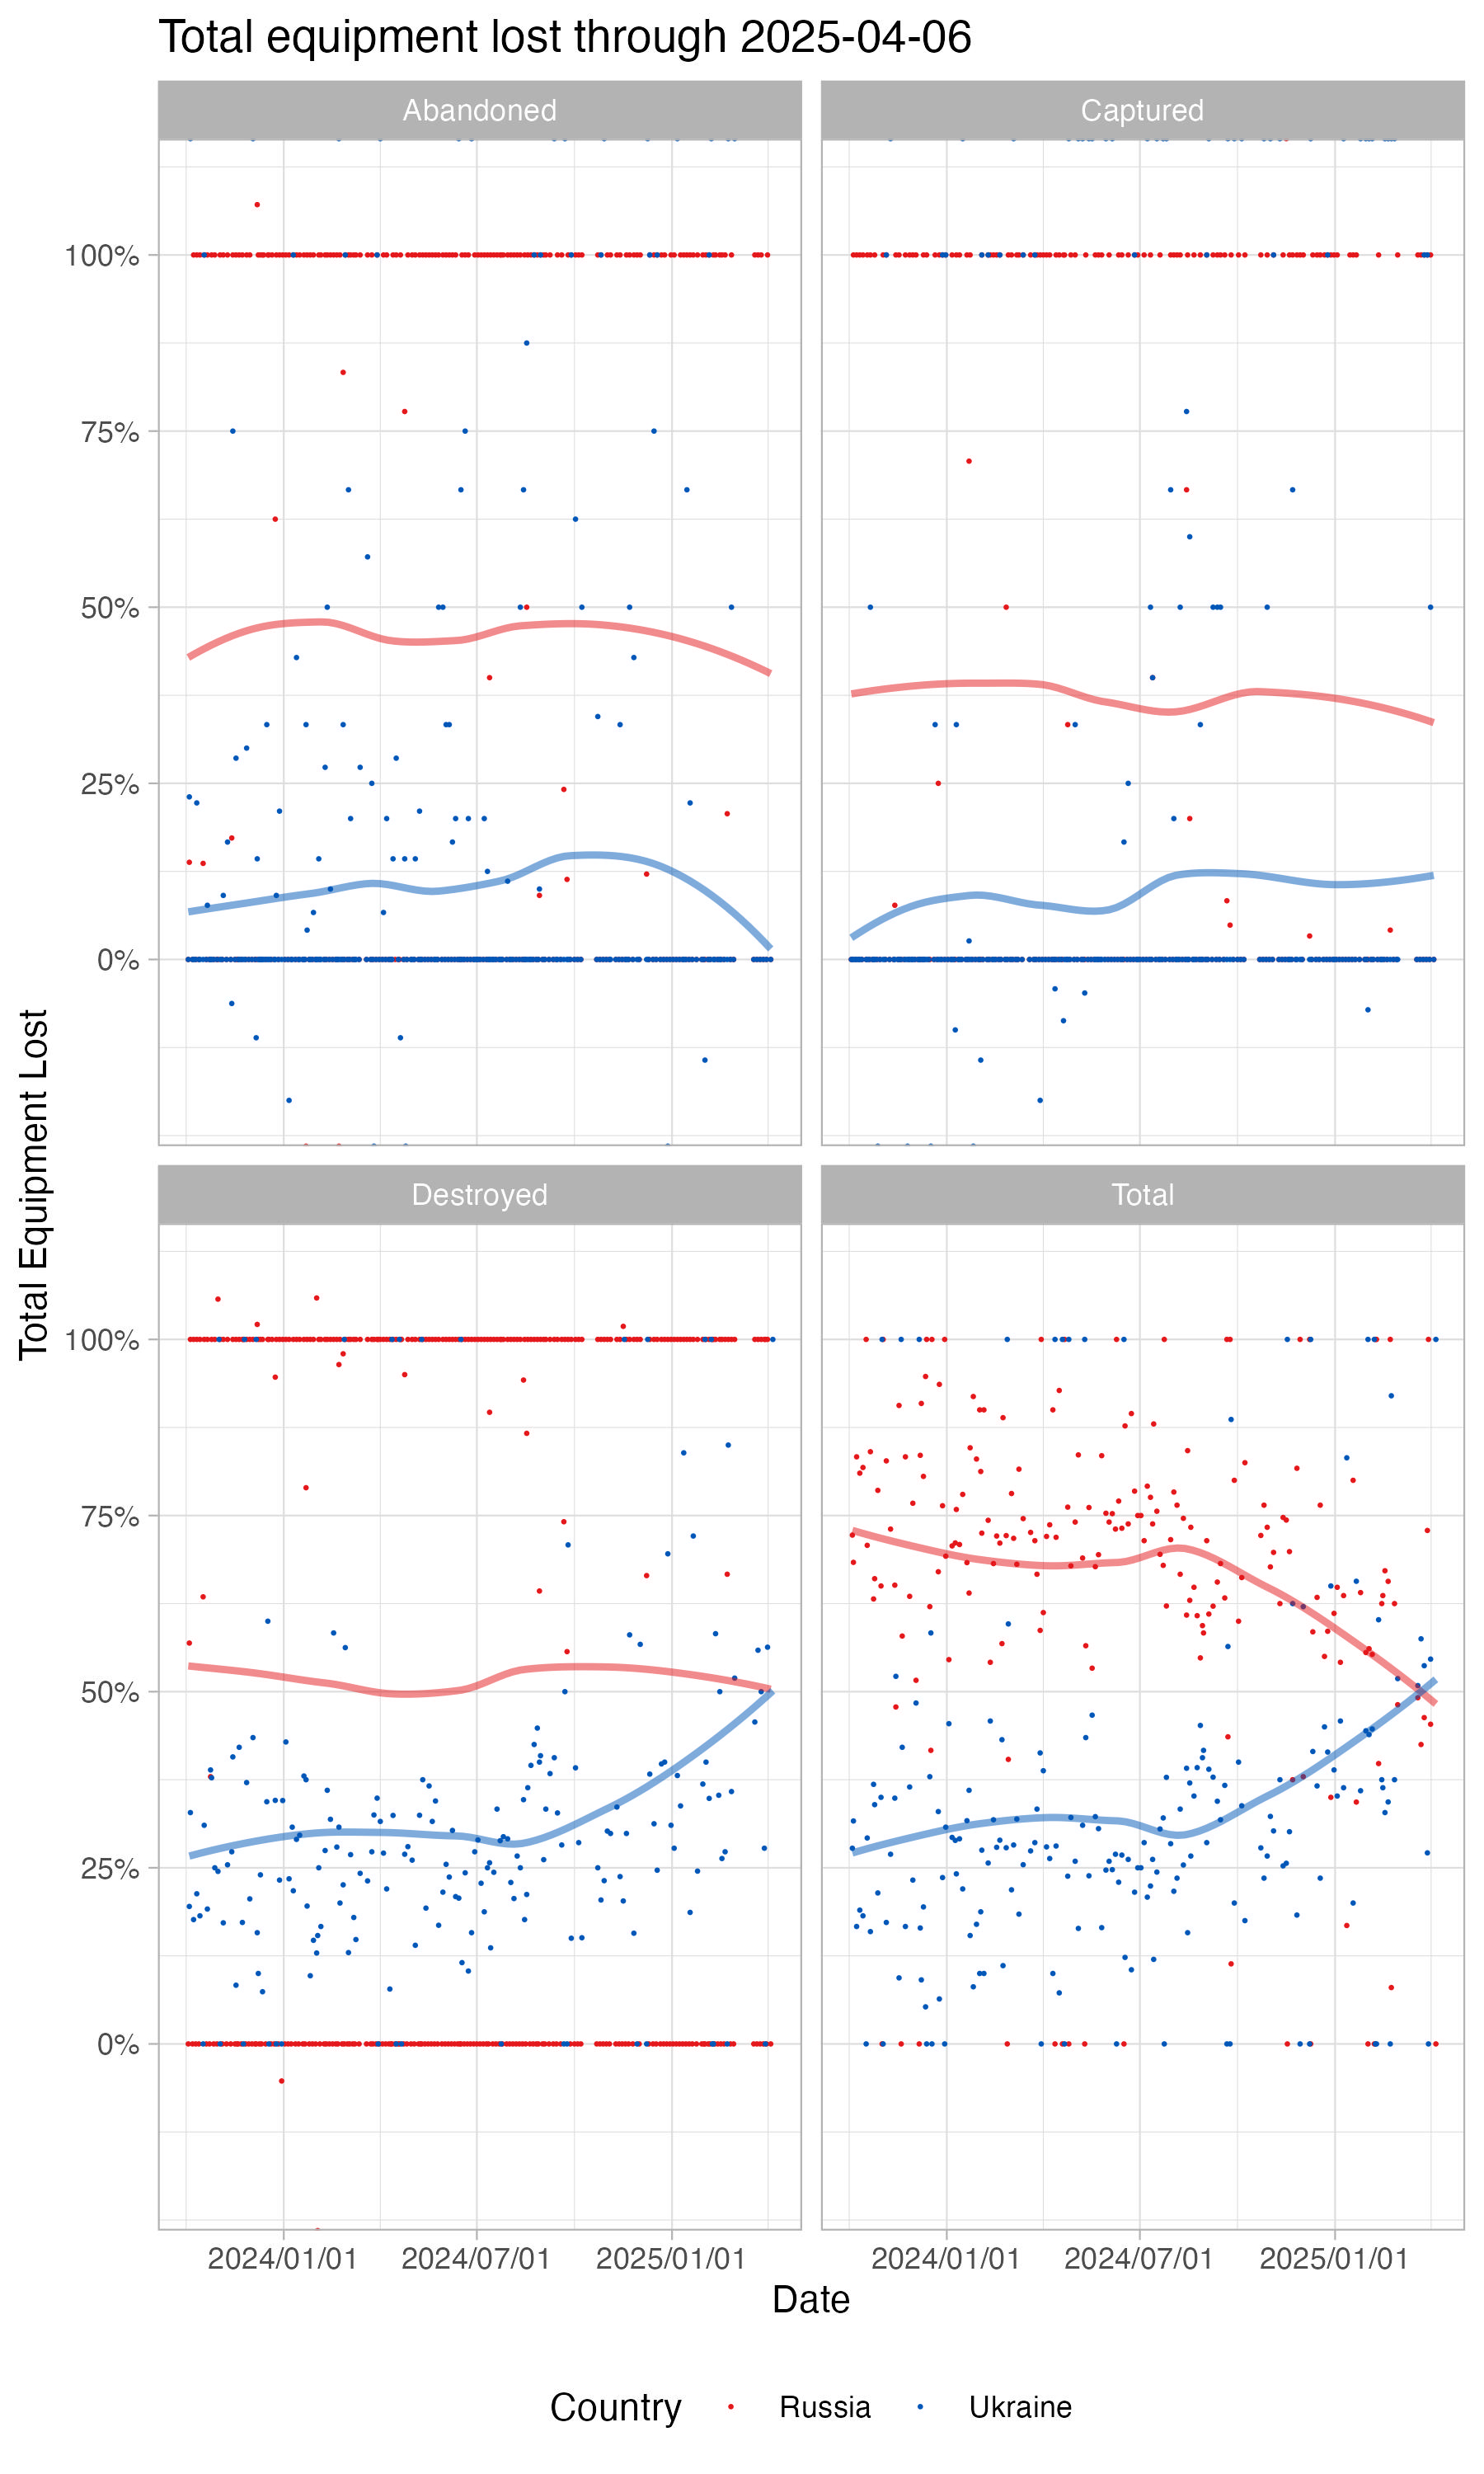 Total equipment lost through 2025-04-06
Abandoned
Captured
100%
75%
50%
25%
0%
Total Equipment Lost
Destroyed
Total
100%
75%
50%
25%
0%
2024/01/01 2024/07/01 2025/01/01
2024/01/01 2024/07/01 2025/01/01
Date
Country Russia Ukraine